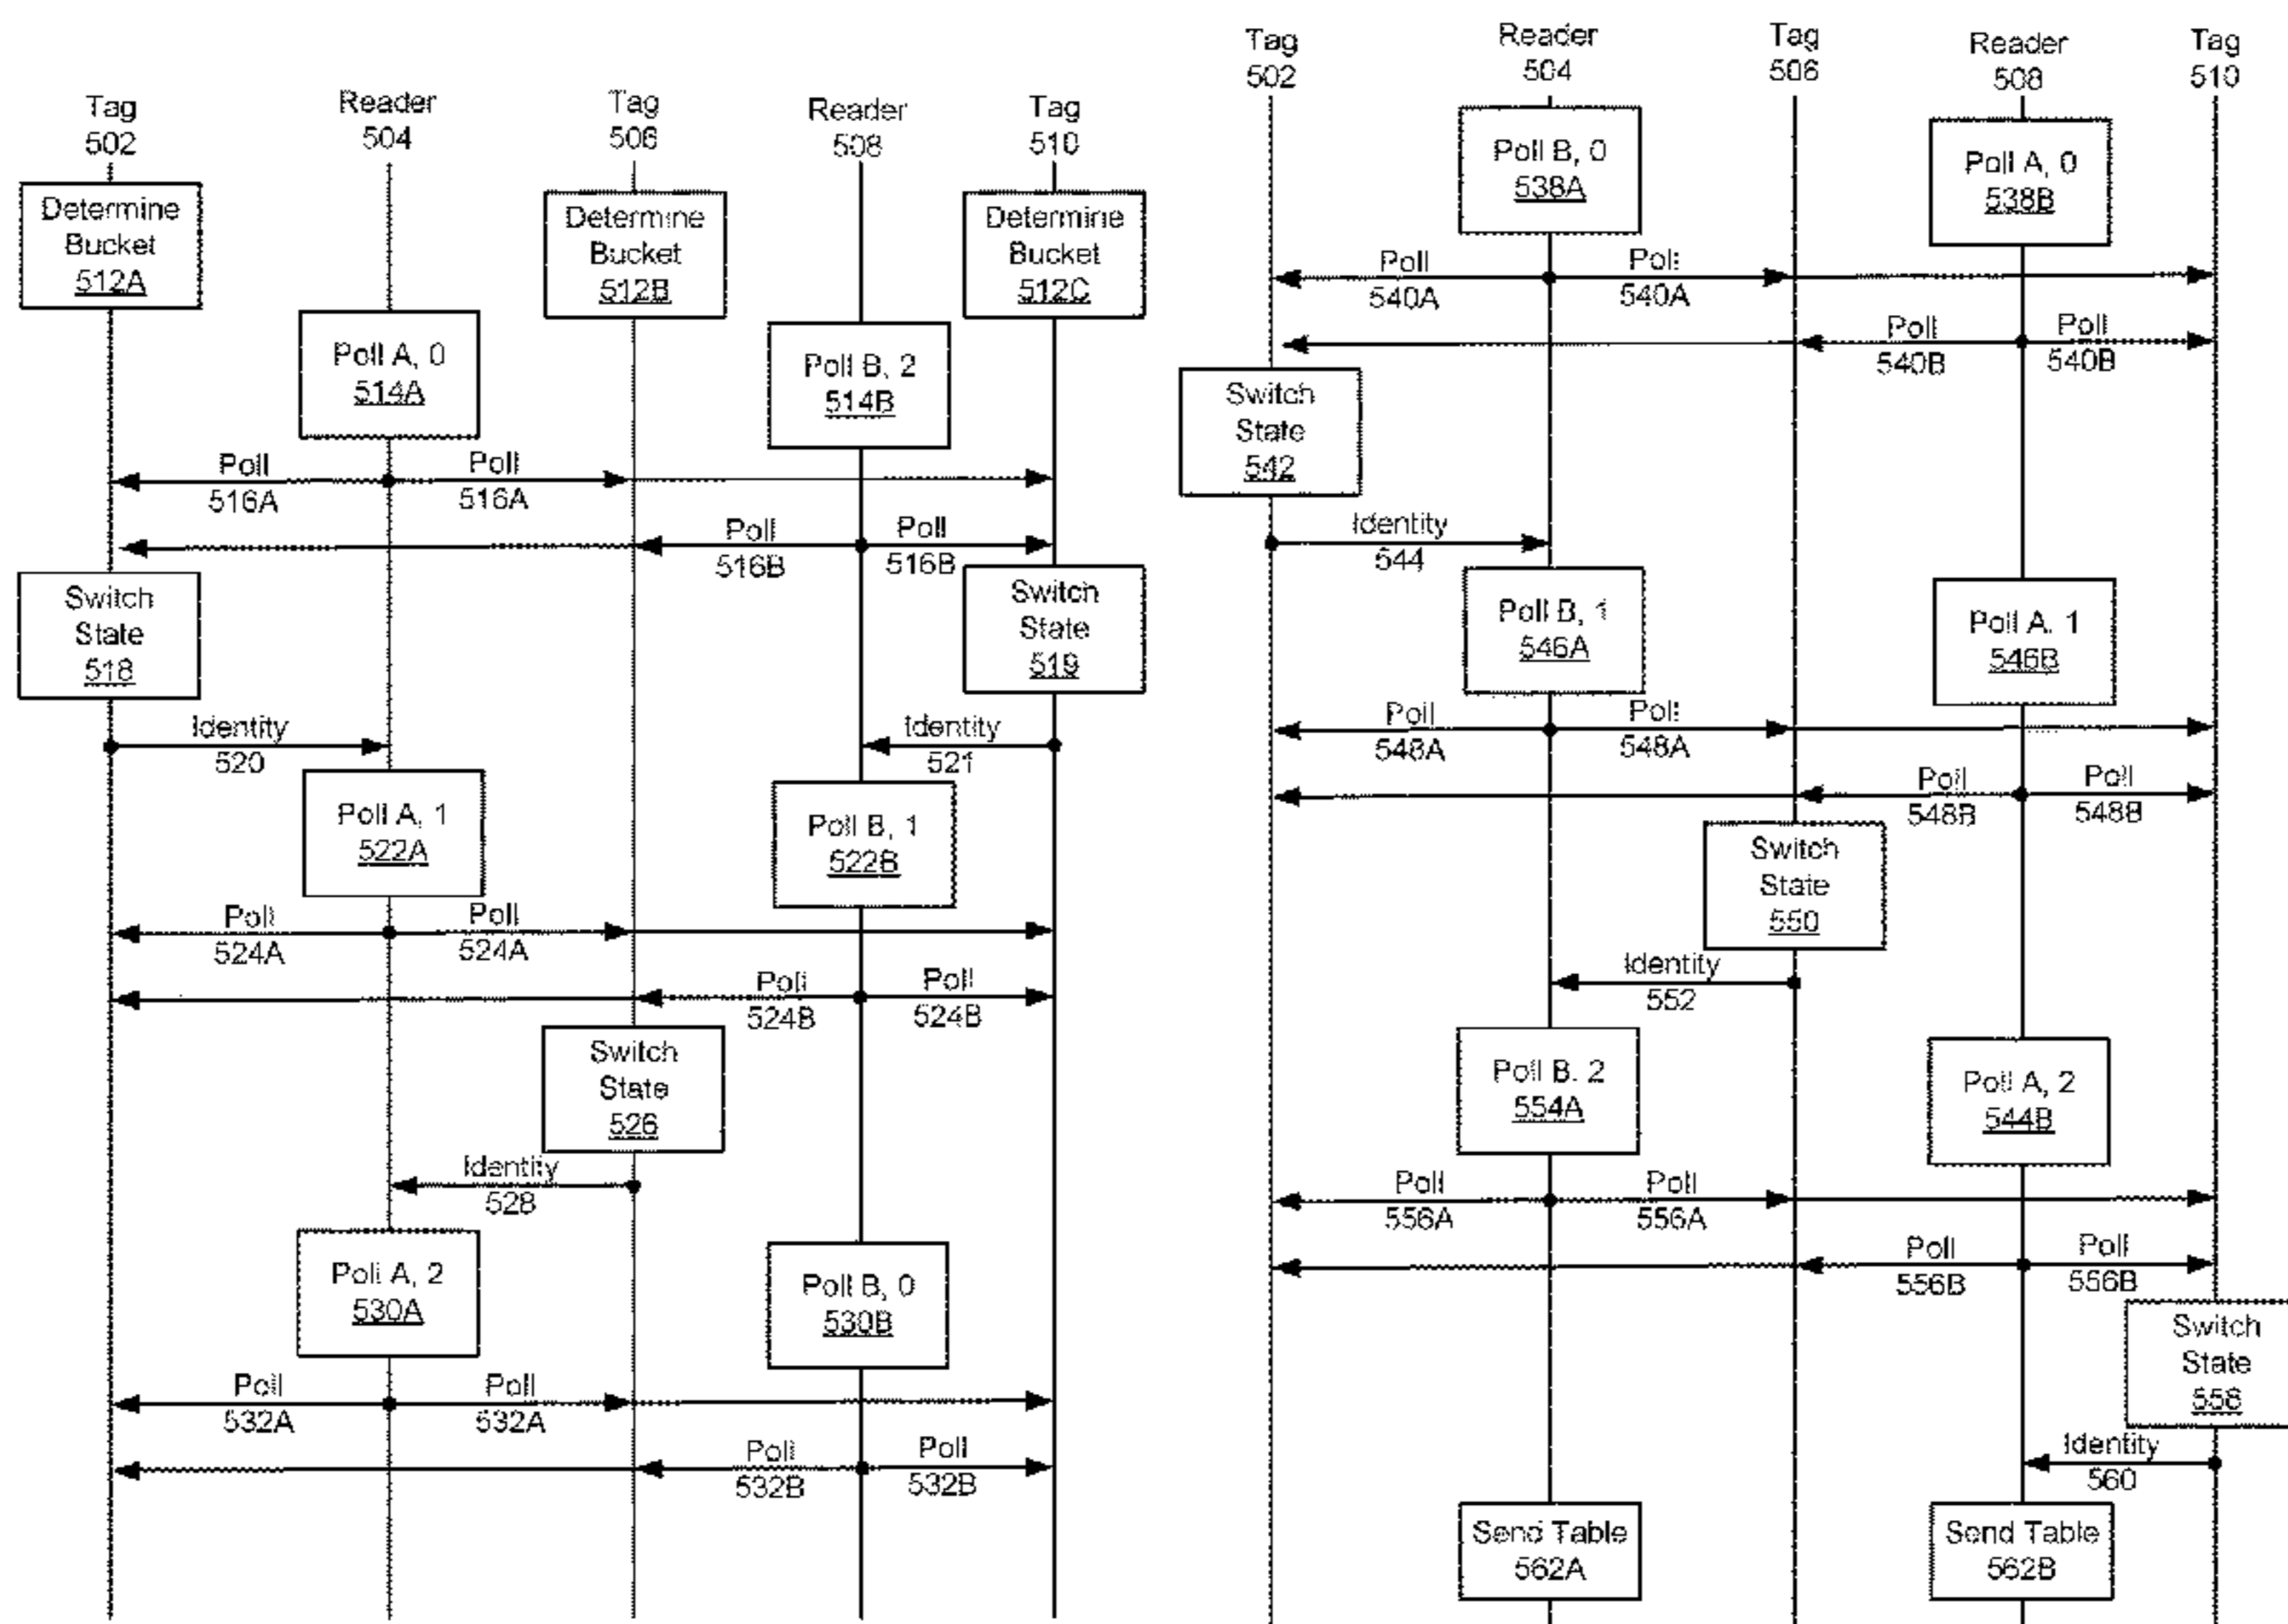 Tag
502
Reader
504
Tag
506
Reader
508
Tag
510
Determine
Bucket
512A
Determine
Bucket
512B
Determine
Bucket
512C
Poll A, 0
514A
Poll B, 2
514B
Poll
516A
Poll
516A
Poll
516B
Poll
516B
Switch
State
518
Switch
State
519
Identity
520
Identity
521
Poll A, 1
522A
Poll B, 1
522B
Poll
524A
Poll
524A
Poll
524B
Poll
524B
Switch
State
526
Identity
528
Poll A, 2
530A
Poll B, 0
530B
Poll
532A
Poll
532A
Poll
532B
Poll
532B
Tag
502
Reader
504
Tag
506
Reader
508
Tag
510
Poll B, 0
538A
Poll A, 0
538B
Poll
540A
Poll
540A
Poll
540B
Poll
540B
Switch
State
542
Identity
544
Poll B, 1
546A
Poll A. 1
546B
Poll
548A
Poll
548A
Poll
548B
Poll
548B
Switch
State
550
Identity
552
Poll B. 2
554A
Poll A, 2
544B
Poll
556A
Poll
556A
Poll
556B
Poll
556B
Switch
State
558
Identity
560
Send Table
562A
Send Table
562B